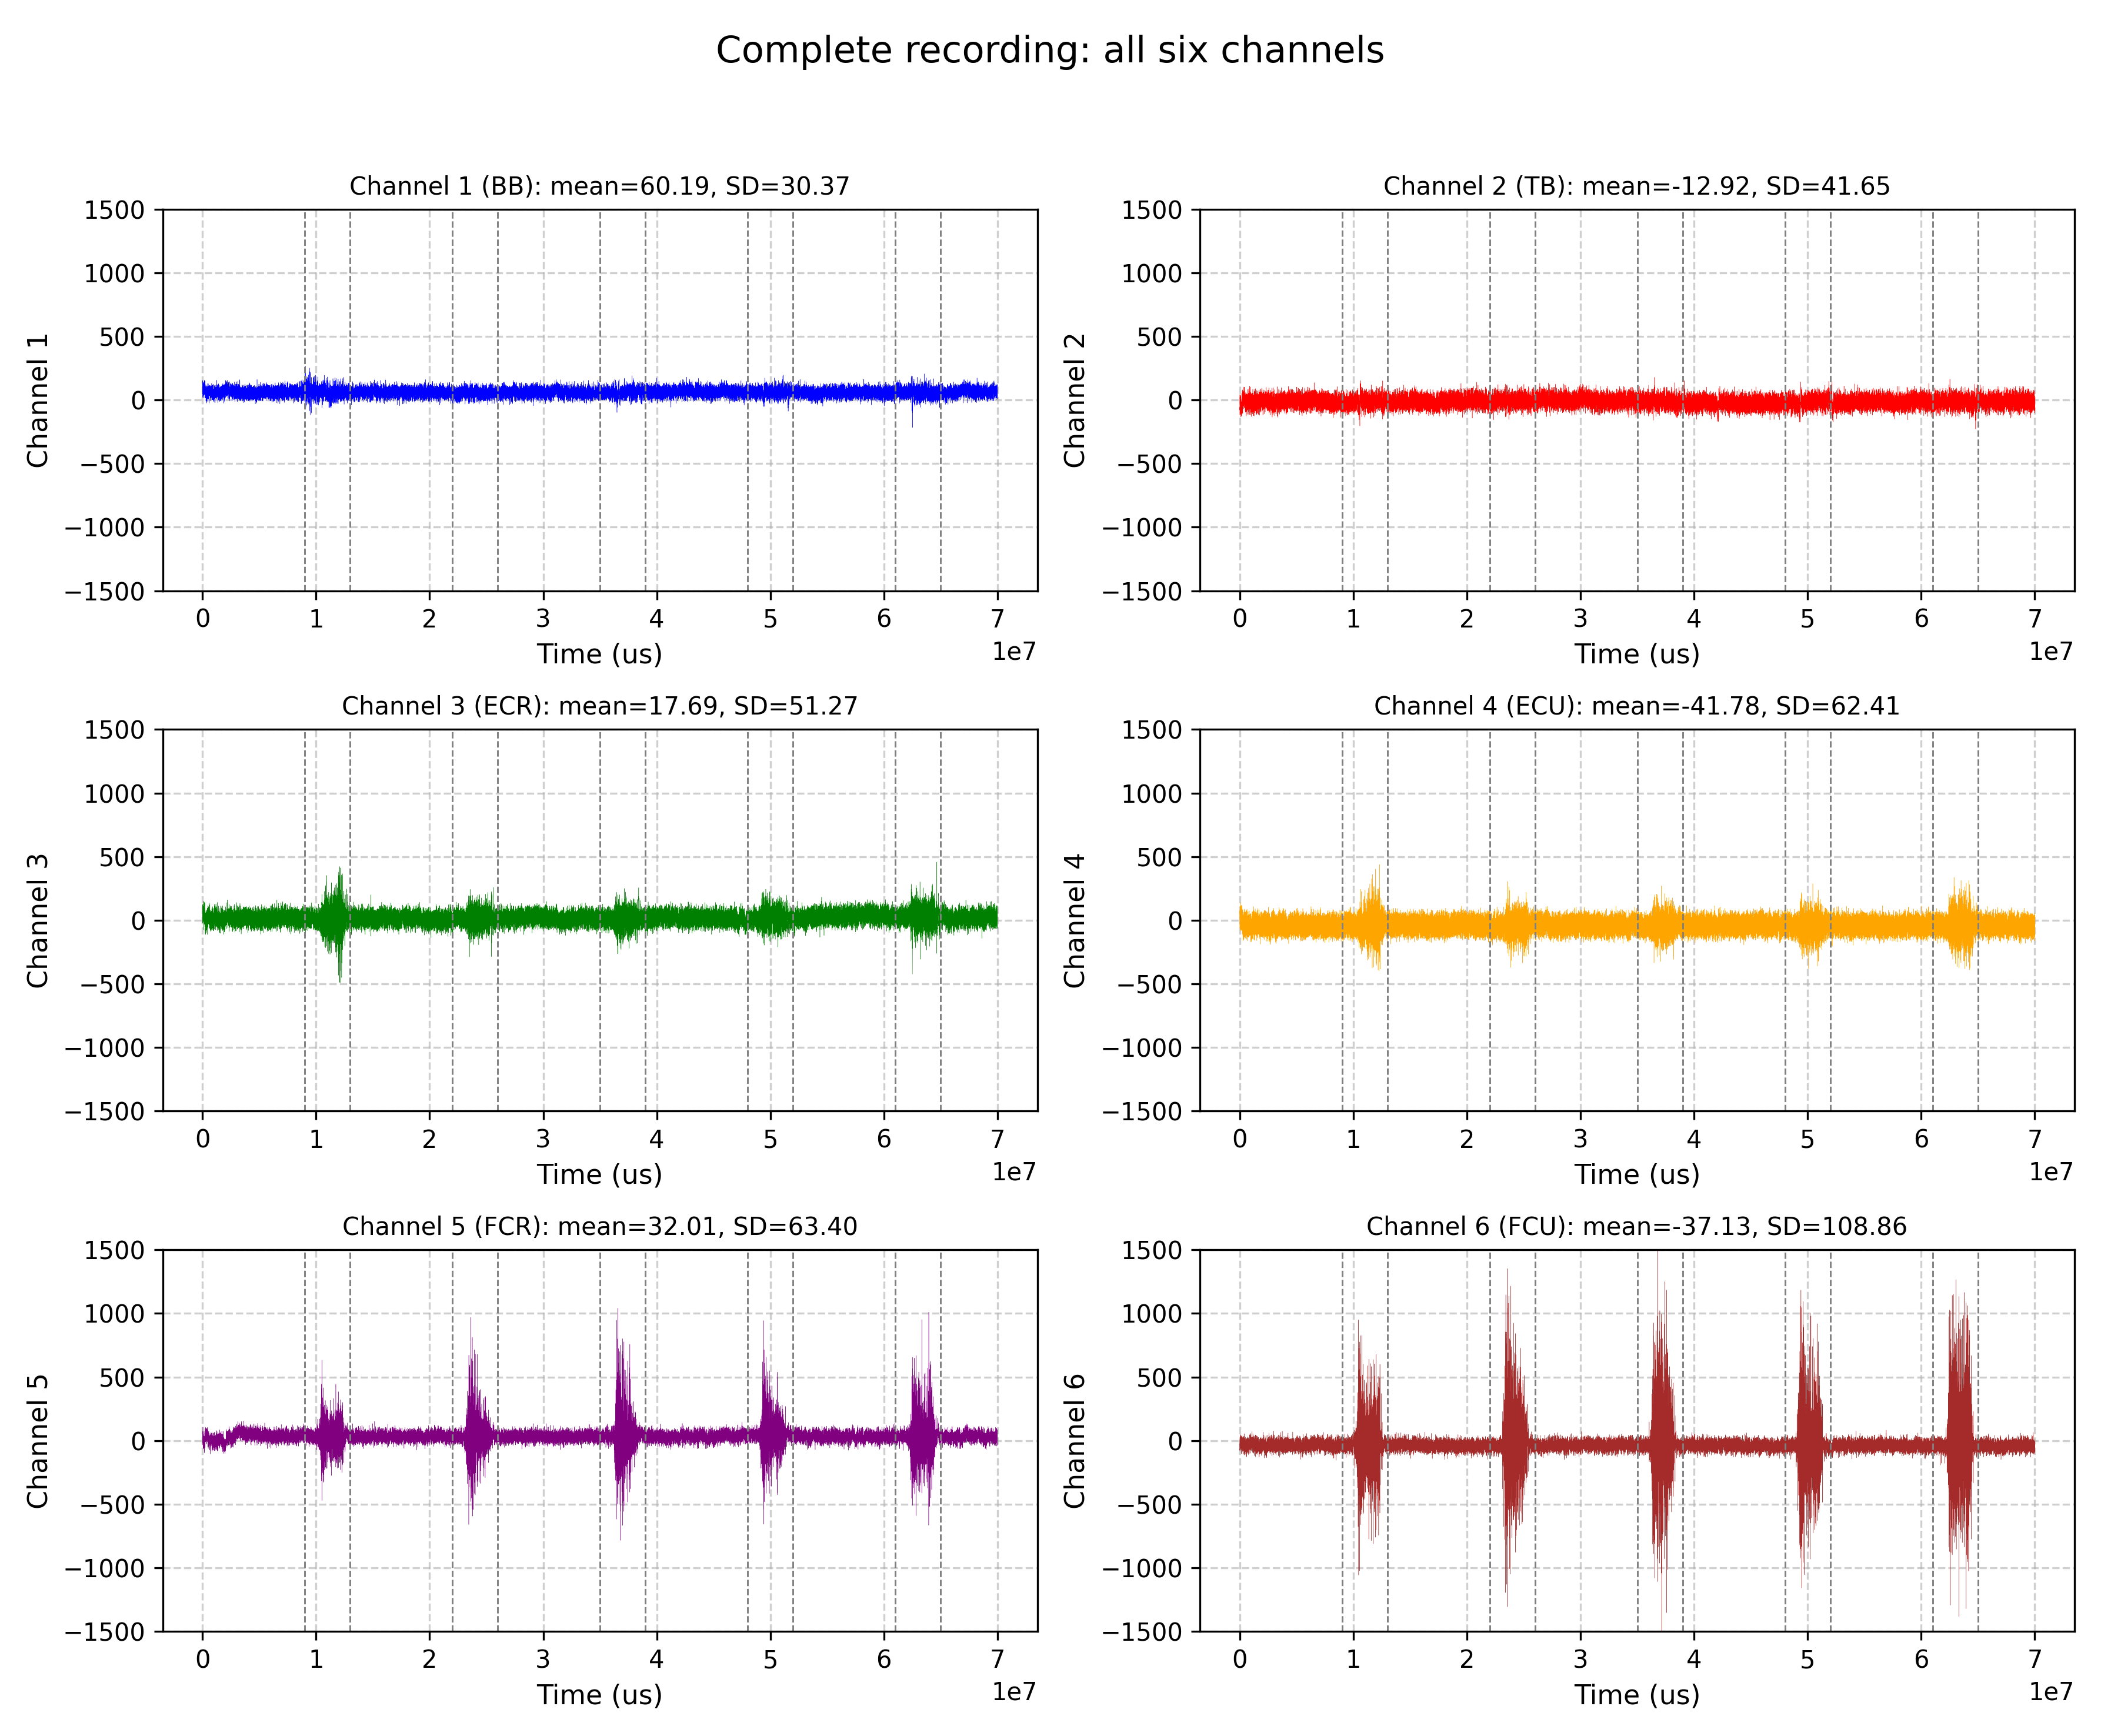 Complete recording: all six channels
Channel 1 (BB): mean=60.19, SD=30.37
1500
1000
500
0
−500
−1000
−1500
Channel 1
0 1 2 3 4 5 6 7
Time (us)
1e7
Channel 2 (TB): mean=-12.92, SD=41.65
1500
1000
500
0
−500
−1000
−1500
Channel 2
0 1 2 3 4 5 6 7
Time (us)
1e7
Channel 3 (ECR): mean=17.69, SD=51.27
1500
1000
500
0
−500
−1000
−1500
Channel 3
0 1 2 3 4 5 6 7
Time (us)
1e7
Channel 4 (ECU): mean=-41.78, SD=62.41
1500
1000
500
0
−500
−1000
−1500
Channel 4
0 1 2 3 4 5 6 7
Time (us)
1e7
Channel 5 (FCR): mean=32.01, SD=63.40
1500
1000
500
0
−500
−1000
−1500
Channel 5
0 1 2 3 4 5 6 7
Time (us)
1e7
Channel 6 (FCU): mean=-37.13, SD=108.86
1500
1000
500
0
−500
−1000
−1500
Channel 6
0 1 2 3 4 5 6 7
Time (us)
1e7